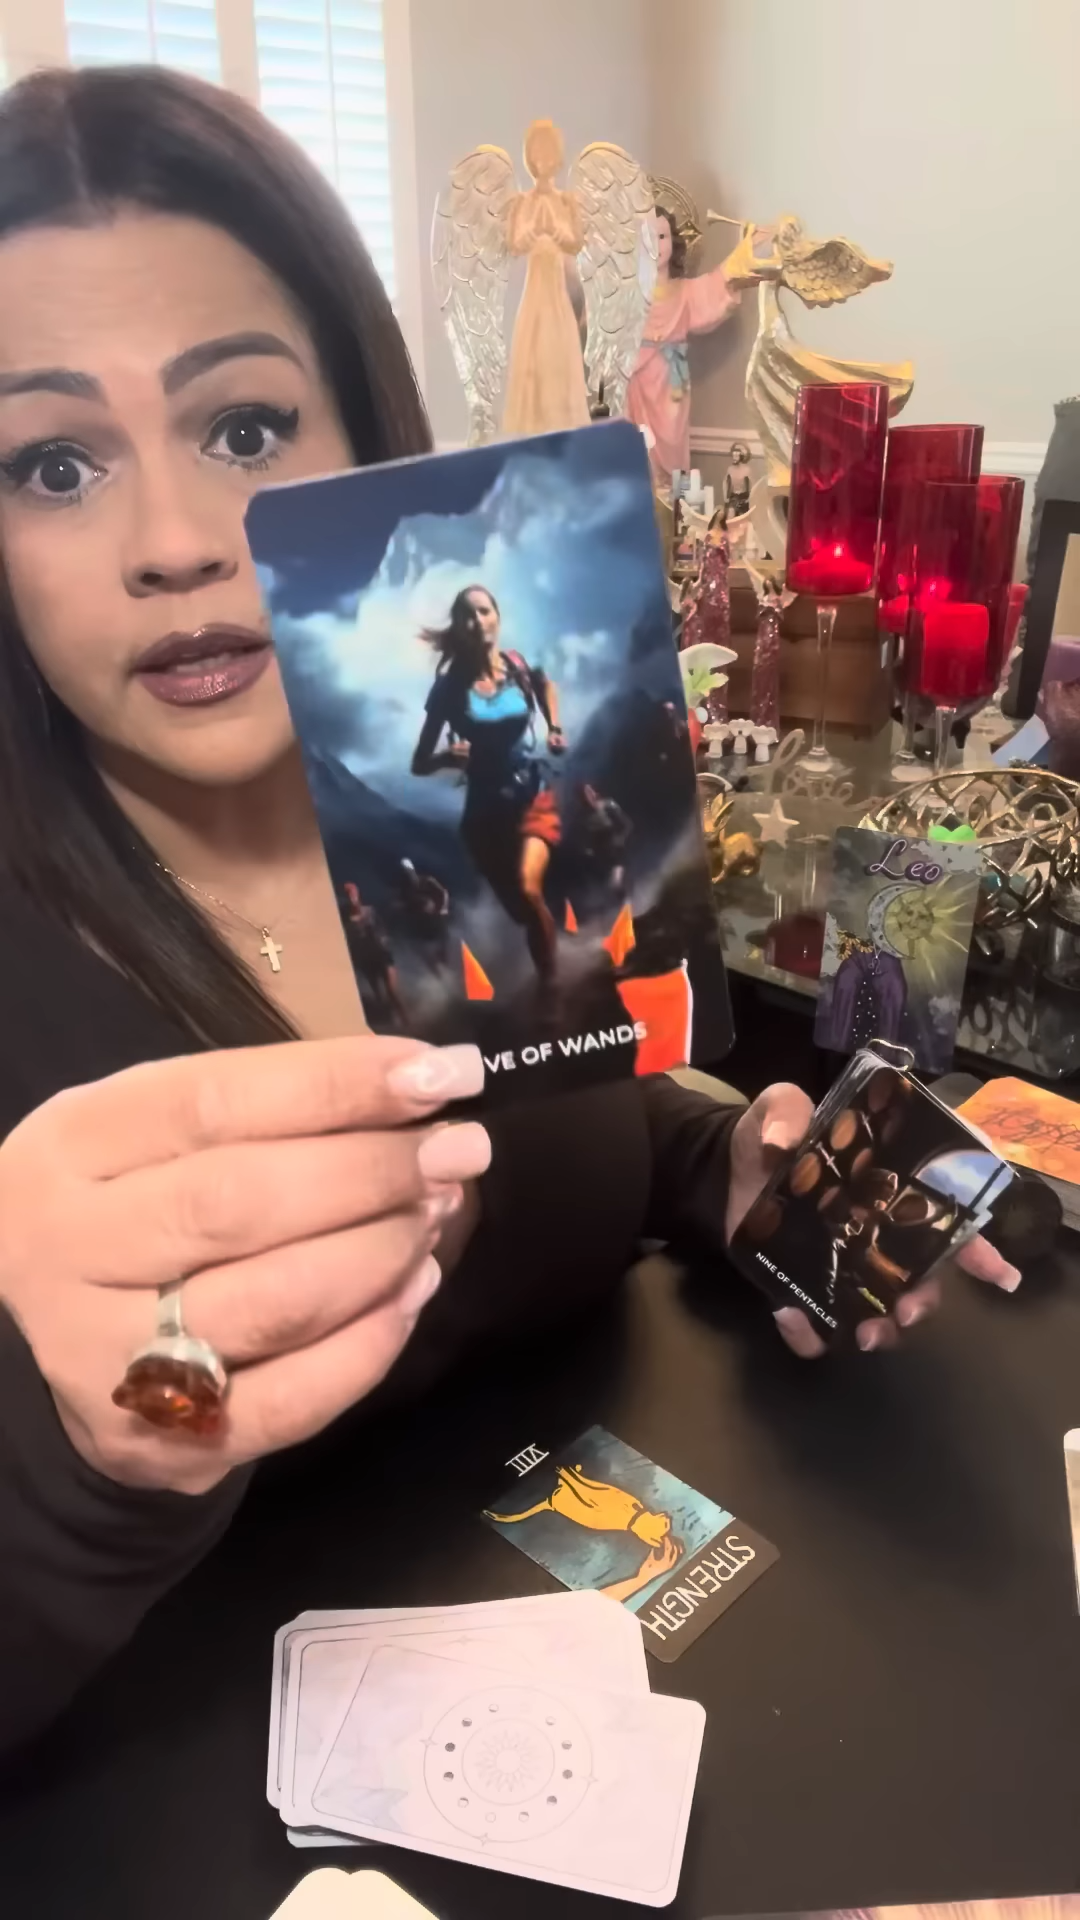 VE OF WANDS
Leo
NINE OF PENTACLES
VIII
STRENGTH